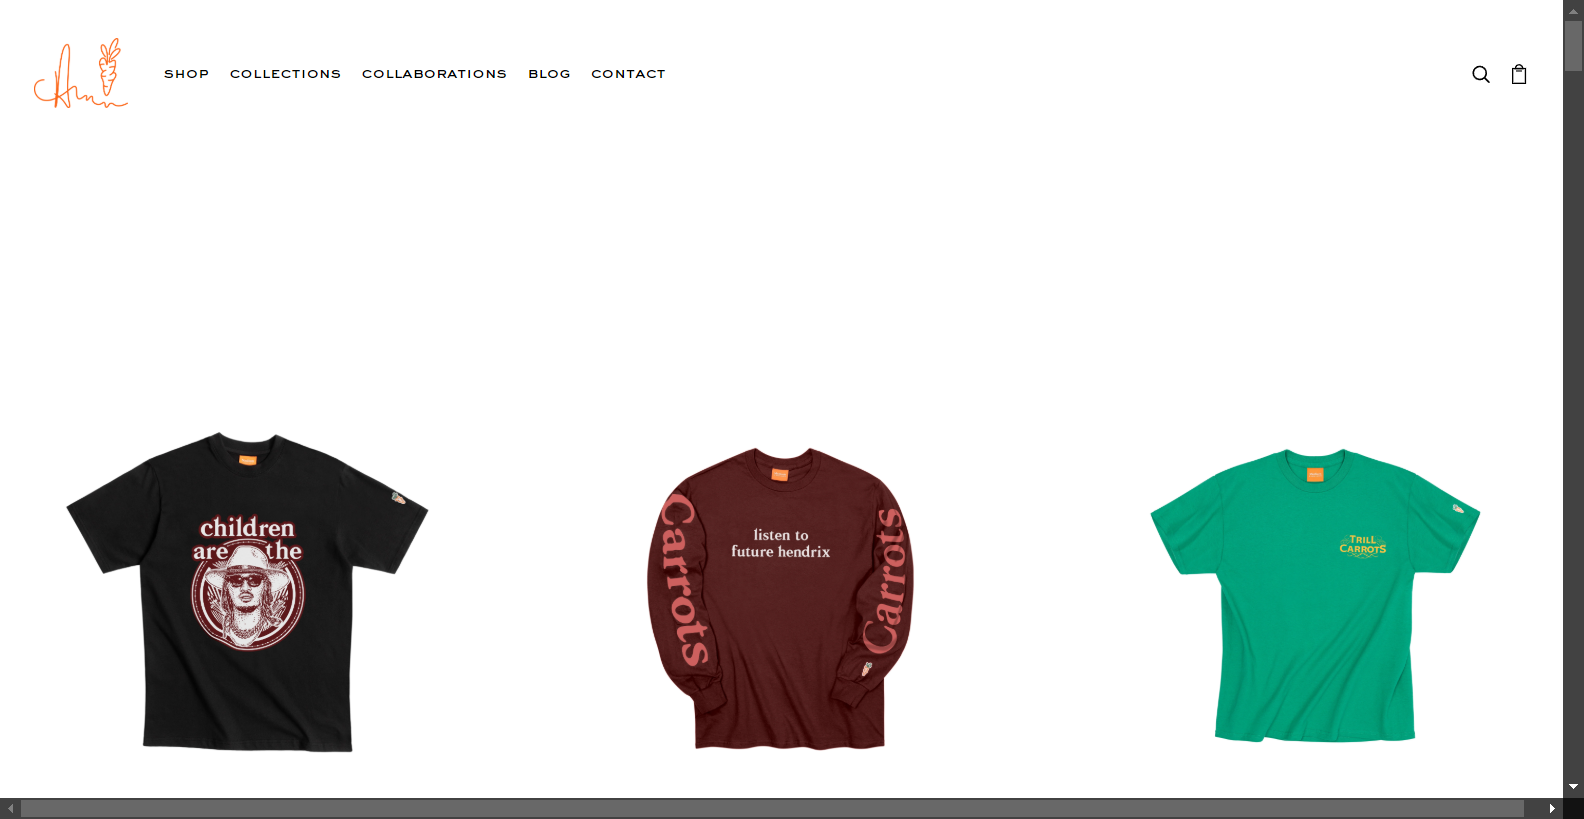 SHOP
COLLECTIONS
COLLABORATIONS
BLOG
CONTACT
children
are the
Carrots
listen to
future hendrix
Carrots
TRILL
CARROTS